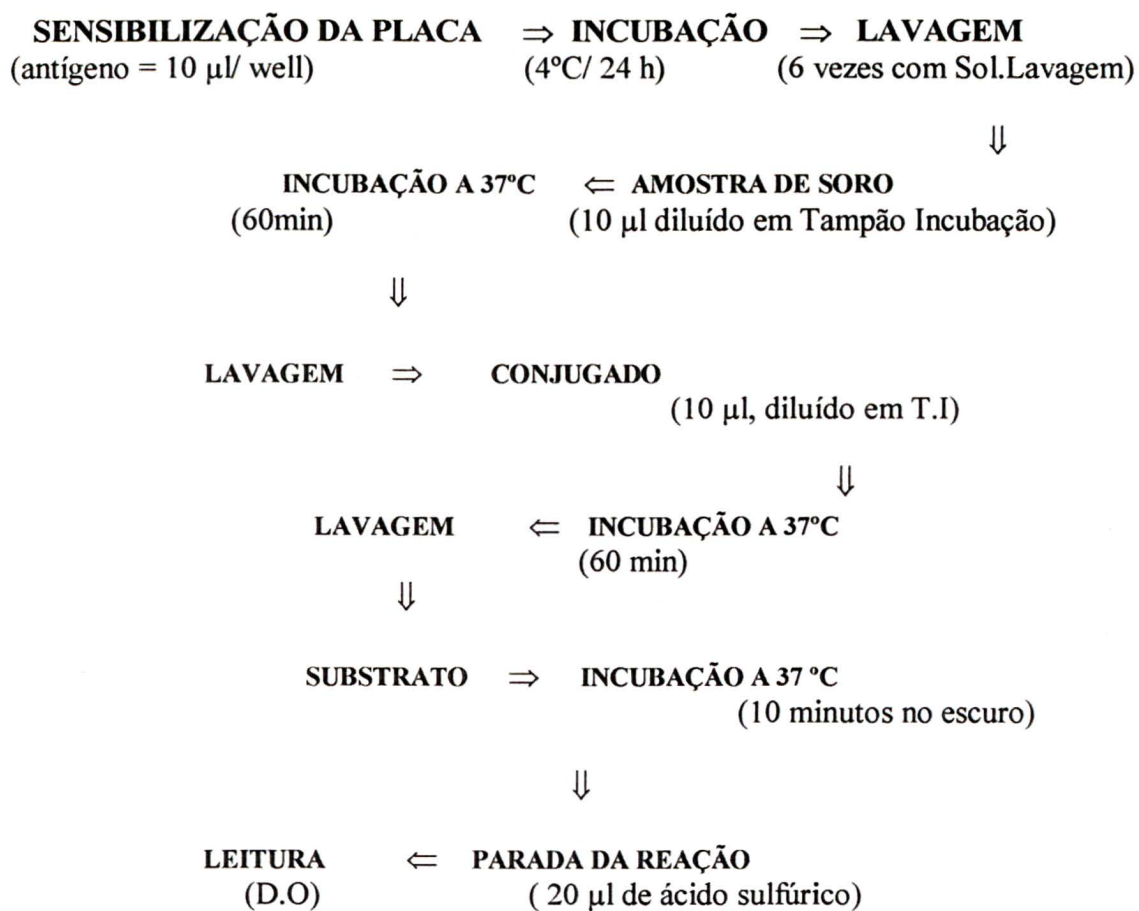 SENSIBILIZAÇÃO DA PLACA ⇒ INCUBAÇÃO ⇒ LAVAGEM
(antígeno = 10 µl/ well) (4ºC/ 24 h) (6 vezes com Sol.Lavagem)
⇓
INCUBAÇÃO A 37ºC ⇐ AMOSTRA DE SORO
(60min) (10 µl diluído em Tampão Incubação)
⇓
LAVAGEM ⇒ CONJUGADO
(10 µl, diluído em T.I)
⇓
LAVAGEM ⇐ INCUBAÇÃO A 37ºC
(60 min)
⇓
SUBSTRATO ⇒ INCUBAÇÃO A 37 ºC
(10 minutos no escuro)
⇓
LEITURA ⇐ PARADA DA REAÇÃO
(D.O) ( 20 µl de ácido sulfúrico)